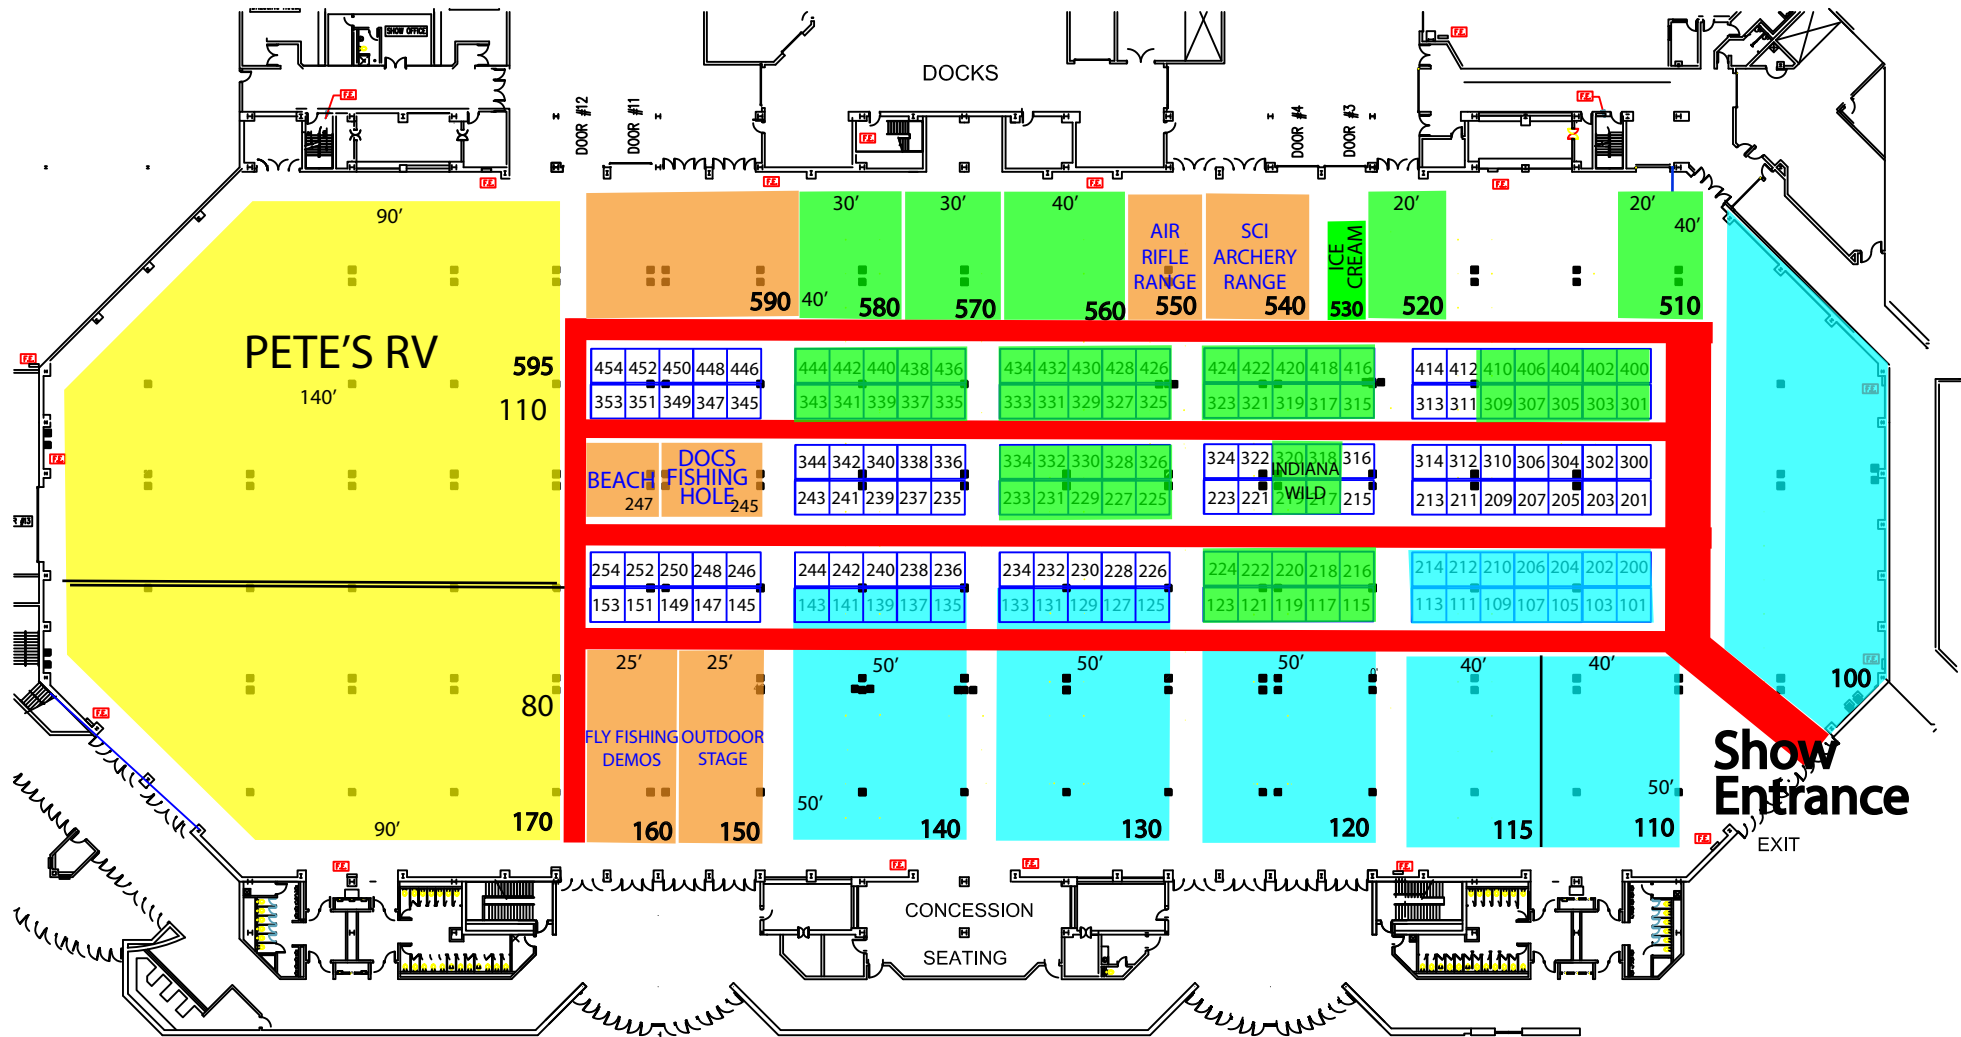 SHOW OFFICE
F.E.
DOCKS
F.E.
F.E.
F.E.
DOOR #12
DOOR #11
DOOR #4
DOOR #3
F.E.
F.E.
F.E.
F.E.
F.E.
90'
30'
30'
40'
AIR
RIFLE
RANGE
SCI
ARCHERY
RANGE
ICE
CREAM
20'
20'
40'
590
40'
580
570
560
550
540
530
520
510
PETE'S RV
140'
595
110
F.E.
454 452 450 448 446
353 351 349 347 345
444 442 440 438 436
343 341 339 337 335
434 432 430 428 426
333 331 329 327 325
424 422 420 418 416
323 321 319 317 315
414 412 410 406 404 402 400
313 311 309 307 305 303 301
F.E.
F.E.
BEACH
247
DOCS
FISHING
HOLE
245
344 342 340 338 336
243 241 239 237 235
334 332 330 328 326
233 231 229 227 225
324 322 320 318 316
INDIANA
WILD
223 221 219 217 215
314 312 310 306 304 302 300
213 211 209 207 205 203 201
254 252 250 248 246
153 151 149 147 145
244 242 240 238 236
143 141 139 137 135
234 232 230 228 226
133 131 129 127 125
224 222 220 218 216
123 121 119 117 115
214 212 210 206 204 202 200
113 111 109 107 105 103 101
F.E.
25'
25'
50'
50'
50'
40'
40'
100
80
F.E.
FLY FISHING
DEMOS
OUTDOOR
STAGE
Show
Entrance
50'
50'
90'
170
160
150
140
130
120
115
110
EXIT
F.E.
F.E.
F.E.
F.E.
F.E.
CONCESSION
SEATING